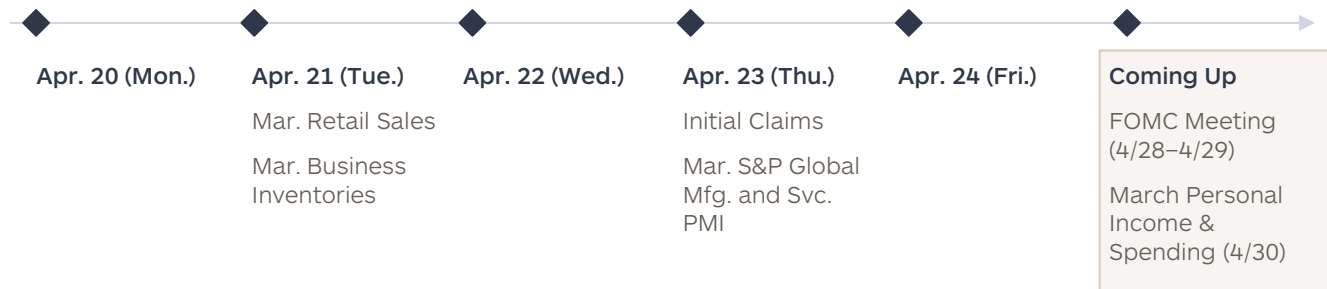 Apr. 20 (Mon.)
Apr. 21 (Tue.)
Mar. Retail Sales
Mar. Business
Inventories
Apr. 22 (Wed.)
Apr. 23 (Thu.)
Initial Claims
Mar. S&P Global
Mfg. and Svc.
PMI
Apr. 24 (Fri.)
Coming Up
FOMC Meeting
(4/28–4/29)
March Personal
Income &
Spending (4/30)